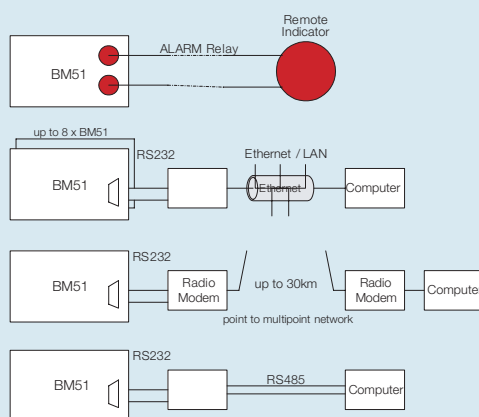 Remote
Indicator
ALARM Relay
BM51
up to 8 x BM51
RS232
Ethernet / LAN
BM51
Ethernet
Computer
RS232
BM51
Radio
Modem
up to 30km
Radio
Modem
Compute
point to multipoint network
RS232
BM51
RS485
Computer